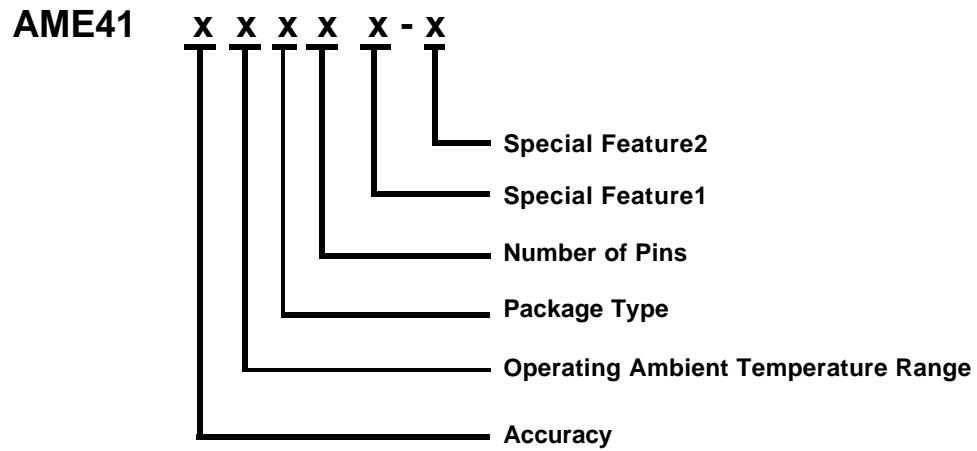 AME41 x x x x x - x
Special Feature2
Special Feature1
Number of Pins
Package Type
Operating Ambient Temperature Range
Accuracy